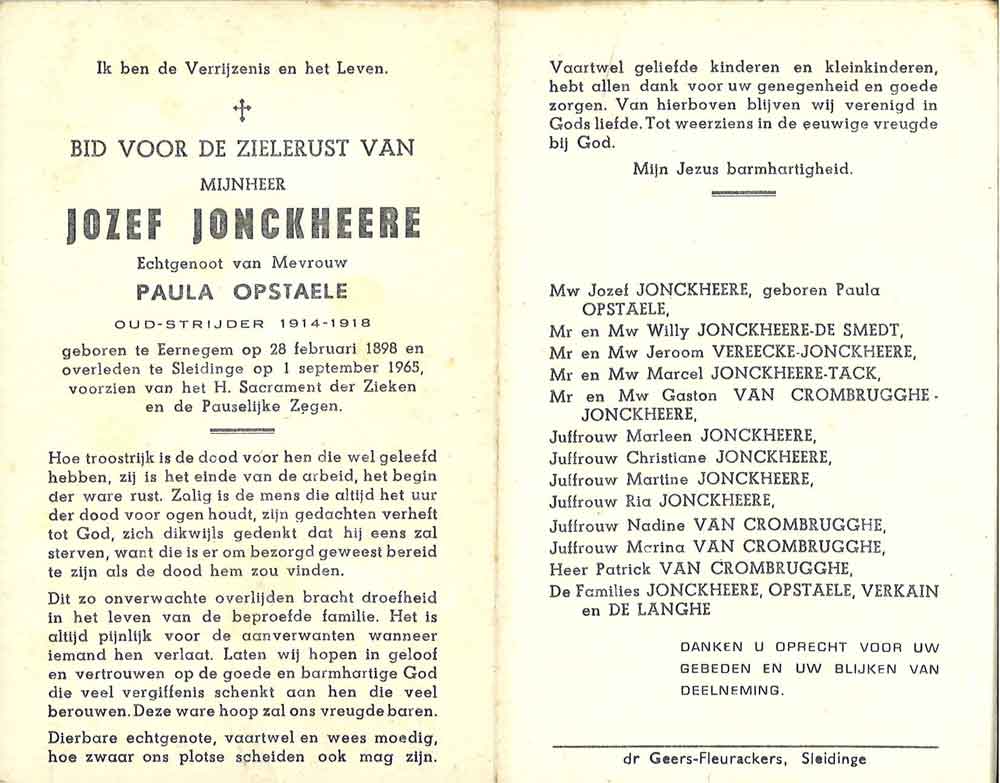 Ik ben de Verrijzenis en het Leven.
BID VOOR DE ZIELERUST VAN
MIJNHEER
JOZEF JONCKHEERE
Echtgenoot van Mevrouw
PAULA OPSTAELE
OUD-STRIJDER 1914-1918
geboren te Eernegem op 28 februari 1898 en
overleden te Sleidinge op 1 september 1965,
voorzien van het H. Sacrament der Zieken
en de Pauselijke Zegen.
Hoe troostrijk is de dood voor hen die wel geleefd
hebben, zij is het einde van de arbeid, het begin
der ware rust. Zalig is de mens die altijd het uur
der dood voor ogen houdt, zijn gedachten verheft
tot God, zich dikwijls gedenkt dat hij eens zal
sterven, want die is er om bezorgd geweest bereid
te zijn als de dood hem zou vinden.
Dit zo onverwachte overlijden bracht droefheid
in het leven van de beproefde familie. Het is
altijd pijnlijk voor de aanverwanten wanneer
iemand hen verlaat. Laten wij hopen in geloof
en vertrouwen op de goede en barmhartige God
die veel vergiffenis schenkt aan hen die veel
berouwen. Deze ware hoop zal ons vreugde baren.
Dierbare echtgenote, vaartwel en wees moedig,
hoe zwaar ons plotse scheiden ook mag zijn.
Vaartwel geliefde kinderen en kleinkinderen,
hebt allen dank voor uw genegenheid en goede
zorgen. Van hierboven blijven wij verenigd in
Gods liefde. Tot weerziens in de eeuwige vreugde
bij God.
Mijn Jezus barmhartigheid.
Mw Jozef JONCKHEERE, geboren Paula
OPSTAELE,
Mr en Mw Willy JONCKHEERE-DE SMEDT,
Mr en Mw Jeroom VEREECKE-JONCKHEERE,
Mr en Mw Marcel JONCKHEERE-TACK,
Mr en Mw Gaston VAN CROMBRUGGHE-
JONCKHEERE,
Juffrouw Marleen JONCKHEERE,
Juffrouw Christiane JONCKHEERE,
Juffrouw Martine JONCKHEERE,
Juffrouw Ria JONCKHEERE,
Juffrouw Nadine VAN CROMBRUGGHE,
Juffrouw Marina VAN CROMBRUGGHE,
Heer Patrick VAN CROMBRUGGHE,
De Families JONCKHEERE, OPSTAELE, VERKAIN
en DE LANGHE
DANKEN U OPRECHT VOOR UW
GEBEDEN EN UW BLIJKEN VAN
DEELNEMING.
dr Geers-Fleurackers, Sleidinge